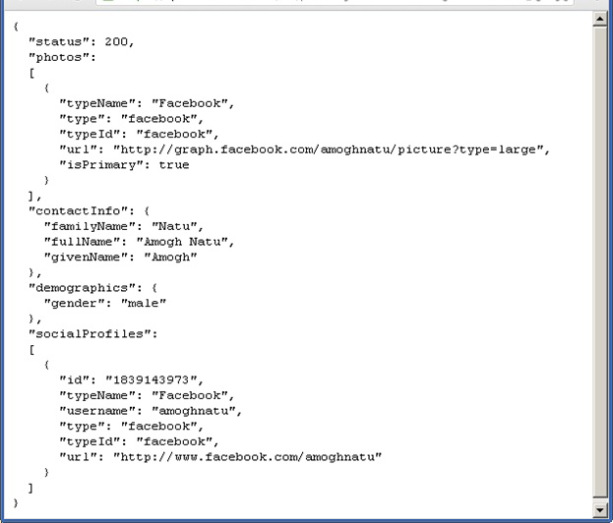 {
"status": 200,
"photos":
[
{
"typeName": "Facebook",
"type": "facebook",
"typeId": "facebook",
"url": "http://graph.facebook.com/amoghnatu/picture?type=large",
"isPrimary": true
}
],
"contactInfo": {
"familyName": "Natu",
"fullName": "Amogh Natu",
"givenName": "Amogh"
},
"demographics": {
"gender": "male"
},
"socialProfiles":
[
{
"id": "1839143973",
"typeName": "Facebook",
"username": "amoghnatu",
"type": "facebook",
"typeId": "facebook",
"url": "http://www.facebook.com/amoghnatu"
}
]
}